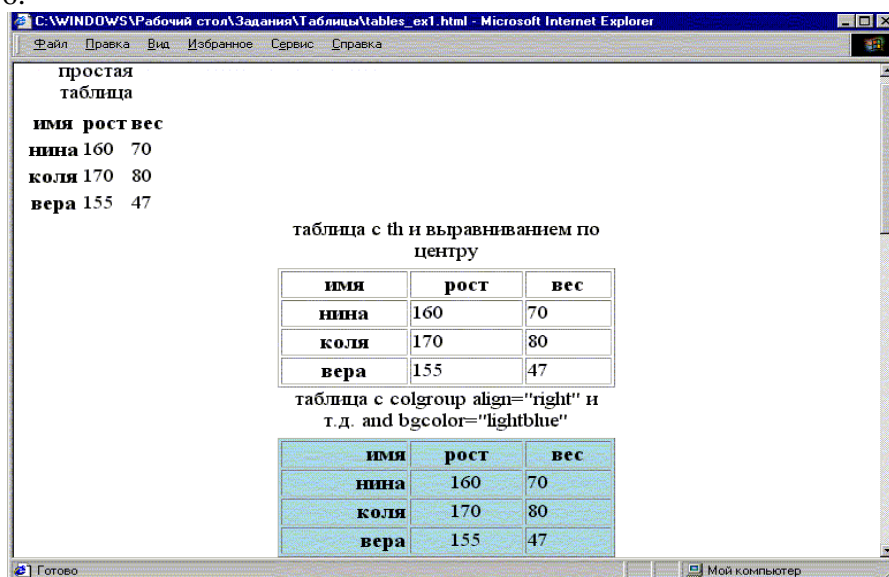 C:\WINDOWS\Рабочий стол\Задания\Таблицы\tables_ex1.html - Microsoft Internet Explorer
Файл Правка Вид Избранное Сервис Справка
простая
таблица
имя рост вес
нина 160 70
коля 170 80
вера 155 47
таблица с th и выравниванием по
центру
имя рост вес
нина 160 70
коля 170 80
вера 155 47
таблица с colgroup align="right" и
т.д. and bgcolor="lightblue"
имя рост вес
нина 160 70
коля 170 80
вера 155 47
Готово Мой компьютер